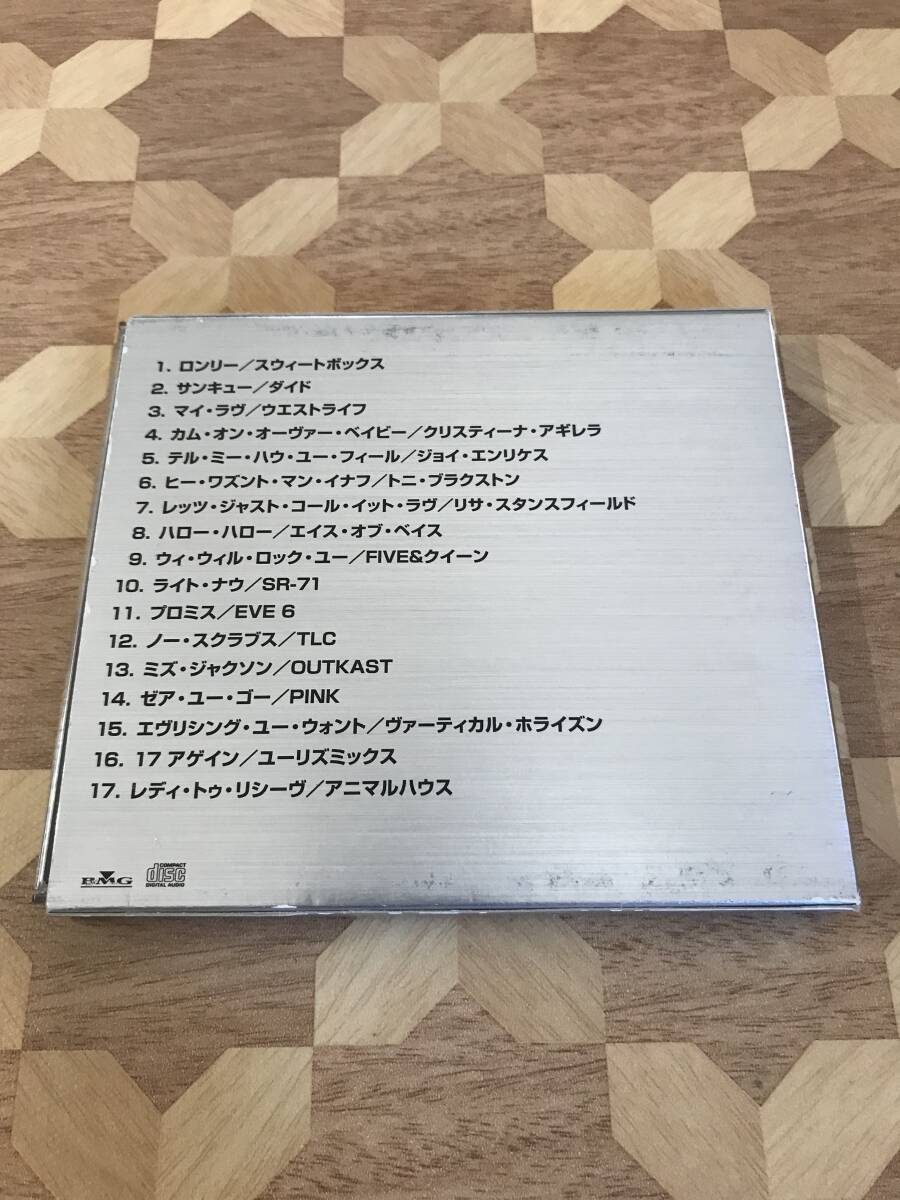 1. ロンリー／スウィートボックス
2. サンキュー／ダイド
3. マイ・ラヴ／ウエストライフ
4. カム・オン・オーヴァー・ベイビー／クリスティーナ・アギレラ
5. テル・ミー・ハウ・ユー・フィール／ジョイ・エンリケス
6. ヒー・ワズント・マン・イナフ／トニ・ブラクストン
7. レッツ・ジャスト・コール・イット・ラヴ／リサ・スタンスフィールド
8. ハロー・ハロー／エイス・オブ・ベイス
9. ウィ・ウィル・ロック・ユー／FIVE&クイーン
10. ライト・ナウ／SR-71
11. プロミス／EVE 6
12. ノー・スクラブス／TLC
13. ミズ・ジャクソン／OUTKAST
14. ゼア・ユー・ゴー／PINK
15. エヴリシング・ユー・ウォント／ヴァーティカル・ホライズン
16. 17 アゲイン／ユーリズミックス
17. レディ・トゥ・リシーヴ／アニマルハウス
BMG
COMPACT
disc
DIGITAL AUDIO